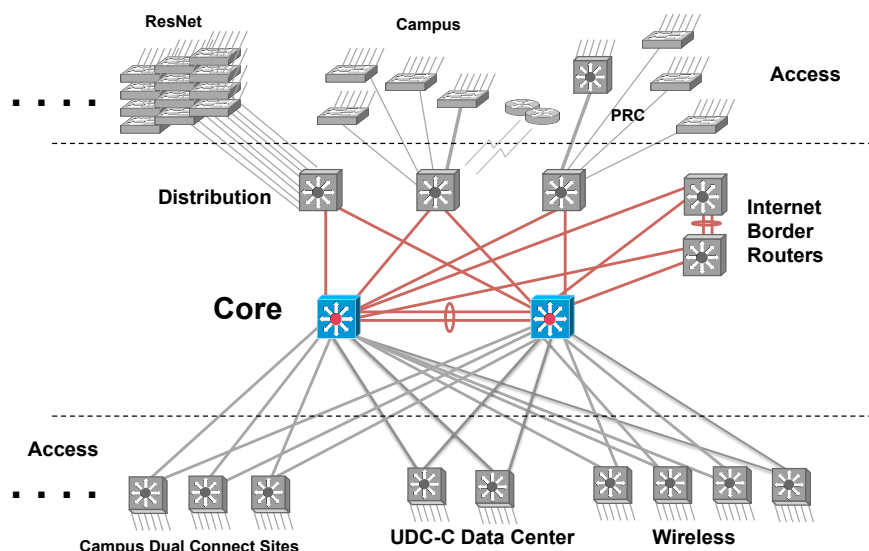 ResNet
Campus
Access
PRC
Distribution
Internet
Border
Routers
Core
Access
Campus Dual Connect Sites
UDC-C Data Center
Wireless